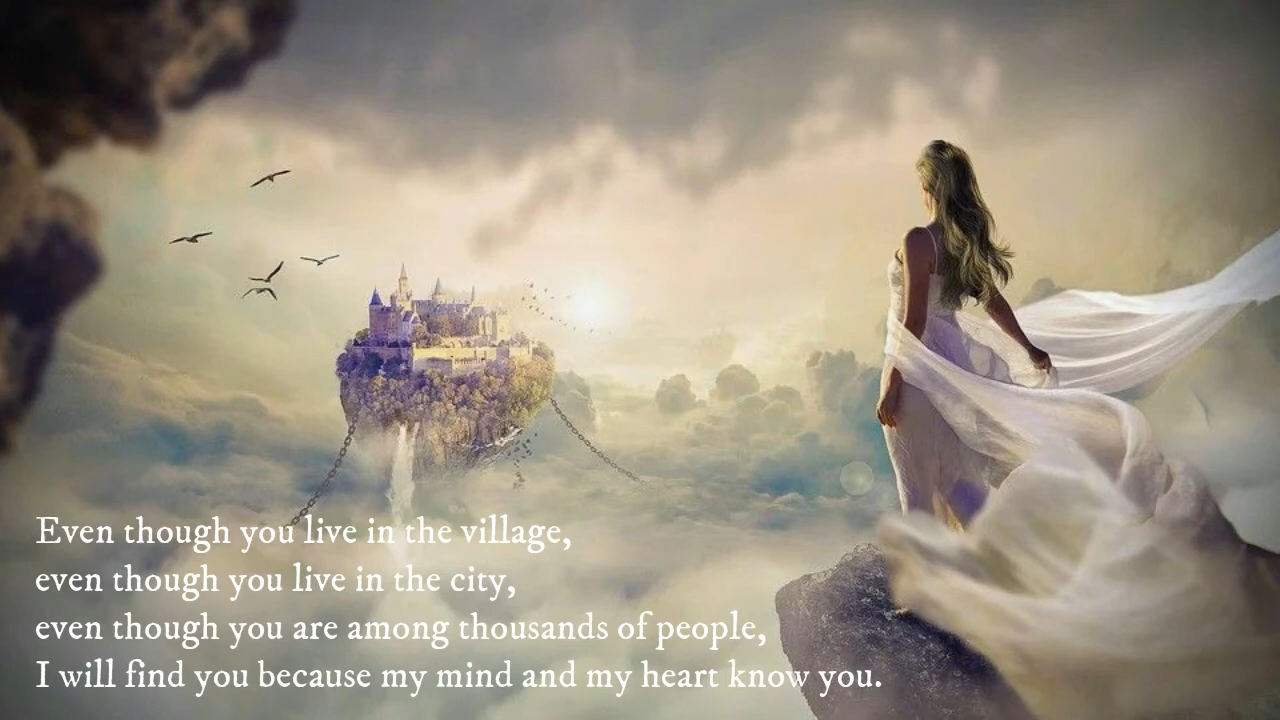 Even though you live in the village,
even though you live in the city,
even though you are among thousands of people,
I will find you because my mind and my heart know you.